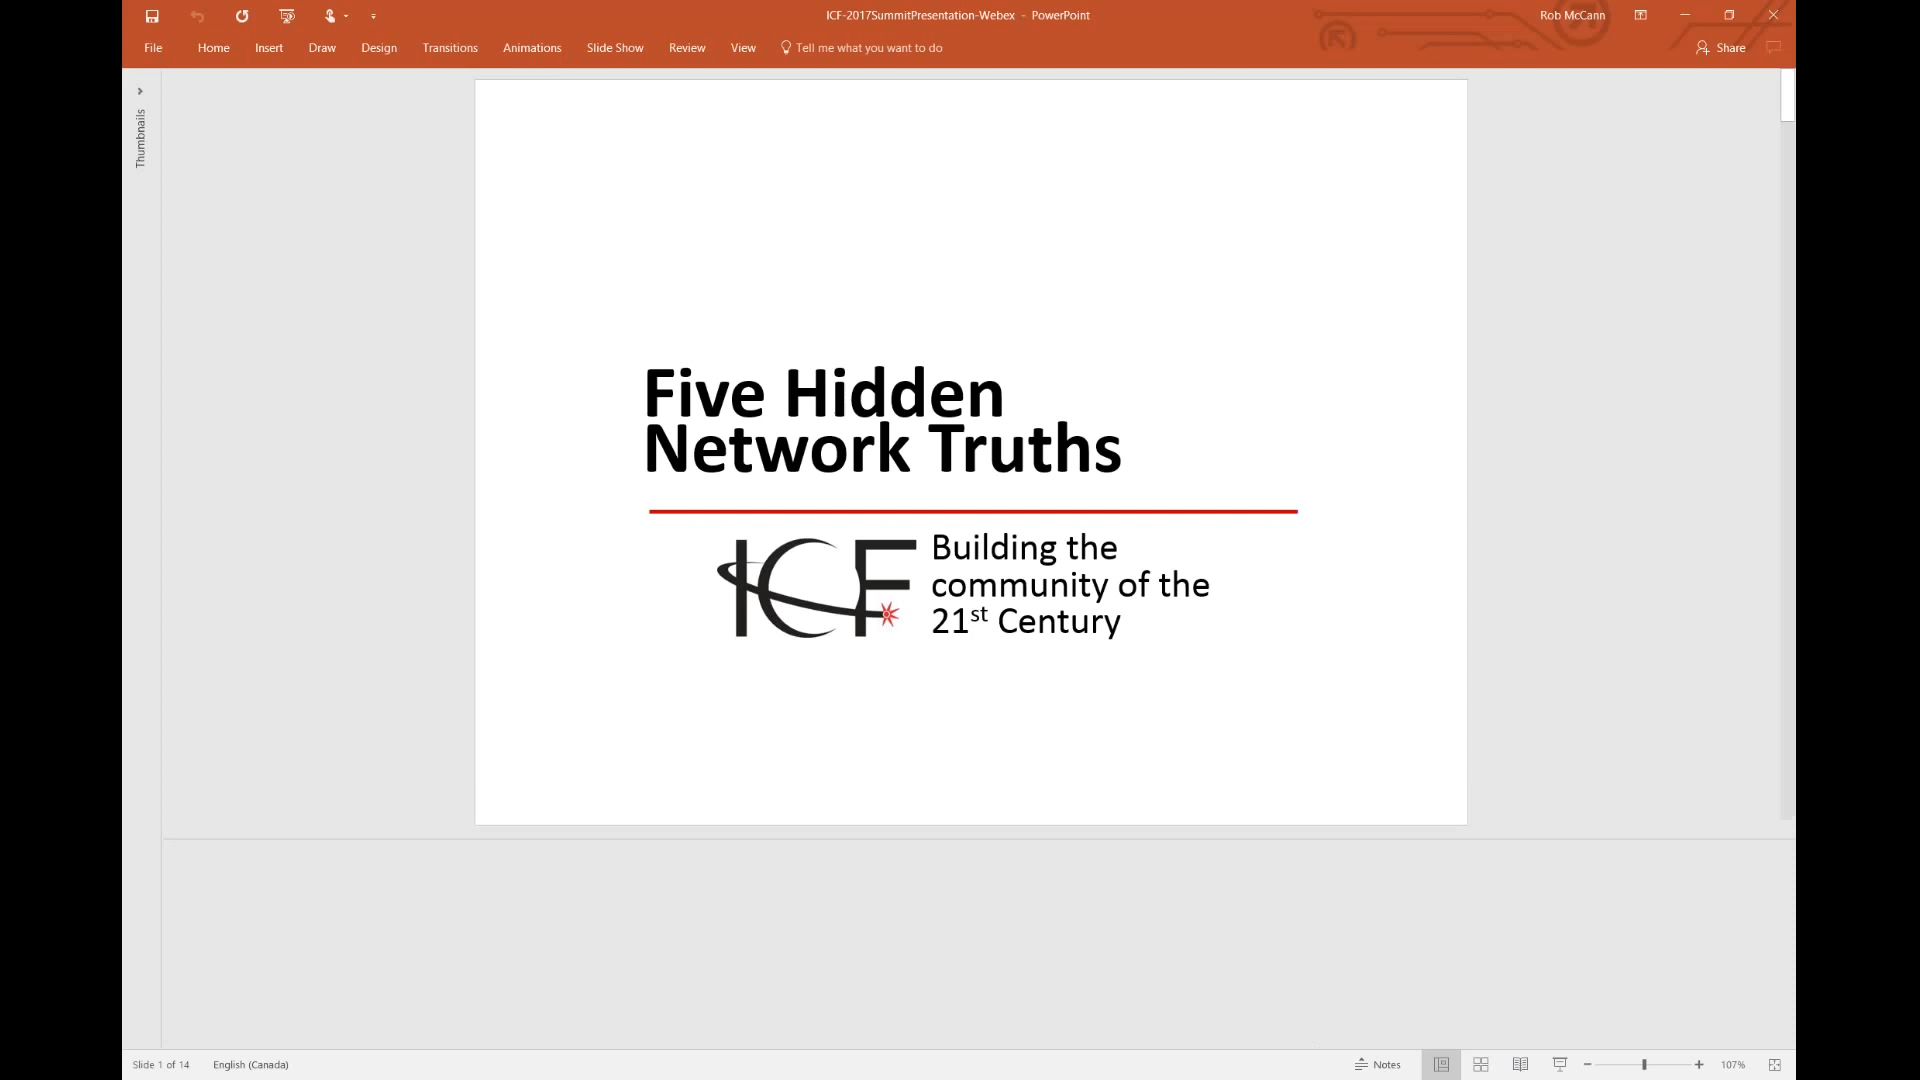 ICF-2017SummitPresentation-Webex - PowerPoint
Rob McCann
File Home Insert Draw Design Transitions Animations Slide Show Review View Tell me what you want to do Share
Thumbnails
Five Hidden
Network Truths
ICF
Building the
community of the
21st Century
Slide 1 of 14 English (Canada) Notes 107%